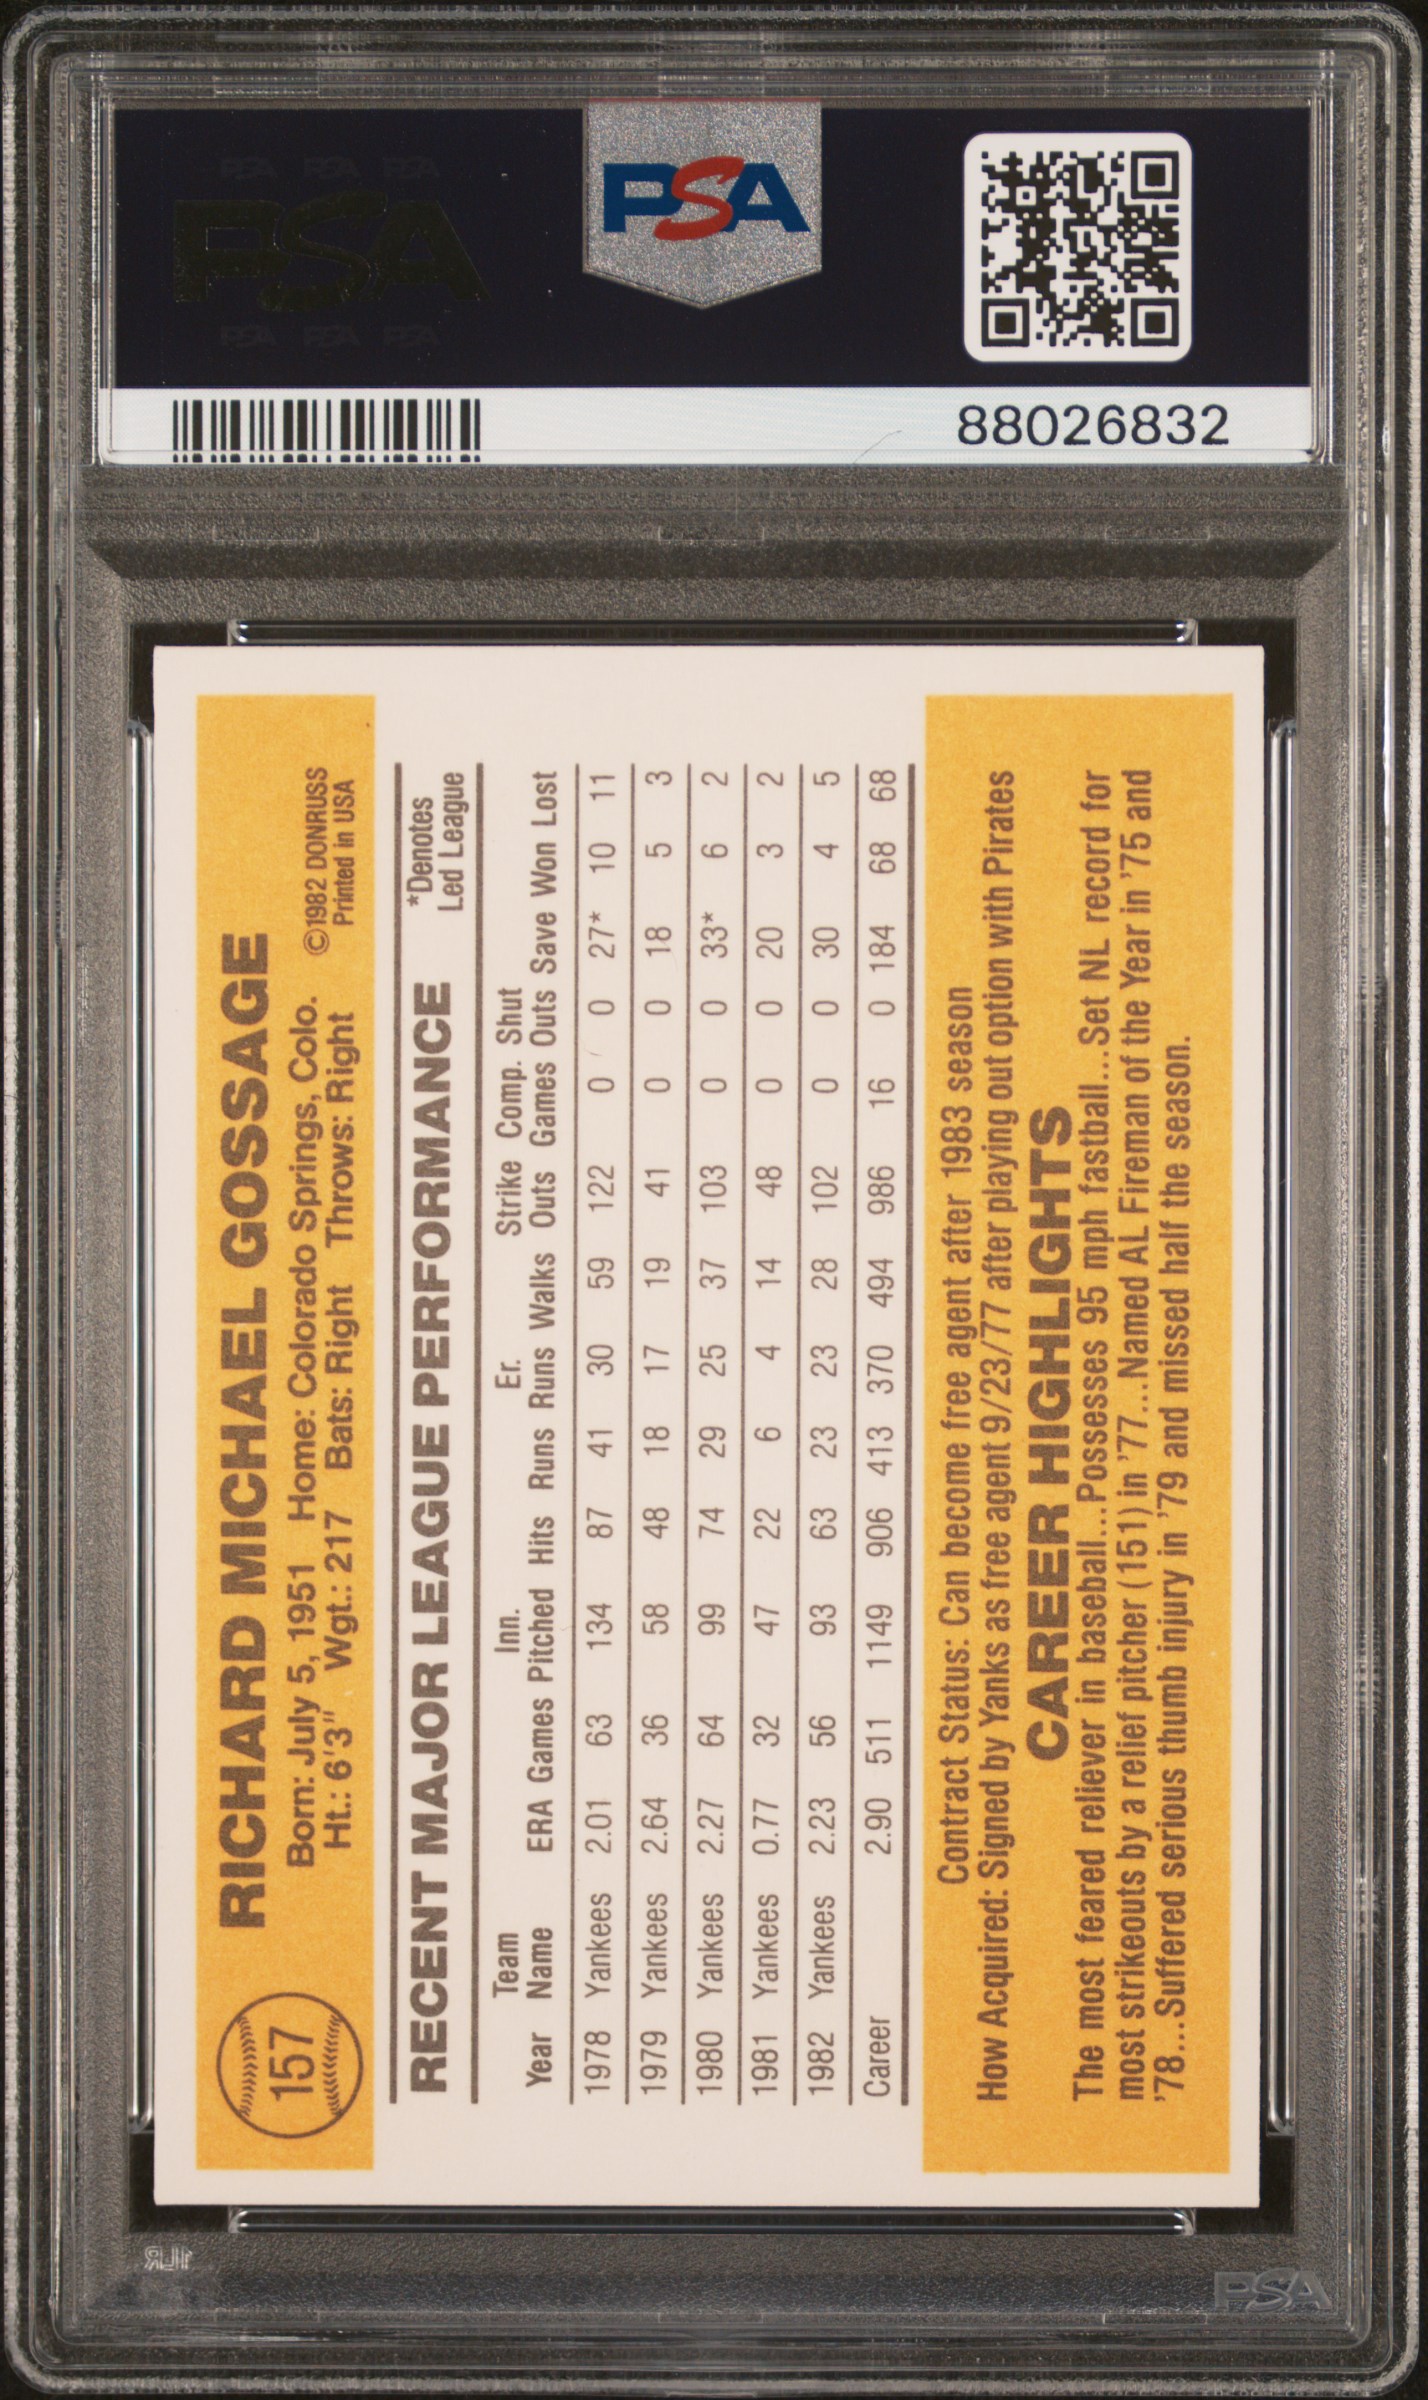 PSA PSA PSA
PSA
PSA PSA PSA
PSA
88026832
157
RICHARD MICHAEL GOSSAGE
Born: July 5, 1951 Home: Colorado Springs, Colo. ©1982 DONRUSS
Ht.: 6'3" Wgt.: 217 Bats: Right Throws: Right Printed in USA
RECENT MAJOR LEAGUE PERFORMANCE
*Denotes
Led League
Team Inn. Er. Strike Comp. Shut
Year Name ERA Games Pitched Hits Runs Runs Walks Outs Games Outs Save Won Lost
1978 Yankees 2.01 63 134 87 41 30 59 122 0 0 27* 10 11
1979 Yankees 2.64 36 58 48 18 17 19 41 0 0 18 5 3
1980 Yankees 2.27 64 99 74 29 25 37 103 0 0 33* 6 2
1981 Yankees 0.77 32 47 22 6 4 14 48 0 0 20 3 2
1982 Yankees 2.23 56 93 63 23 23 28 102 0 0 30 4 5
Career 2.90 511 1149 906 413 370 494 986 16 0 184 68 68
Contract Status: Can become free agent after 1983 season
How Acquired: Signed by Yanks as free agent 9/23/77 after playing out option with Pirates
CAREER HIGHLIGHTS
The most feared reliever in baseball...Possesses 95 mph fastball...Set NL record for
most strikeouts by a relief pitcher (151) in '77...Named AL Fireman of the Year in '75 and
'78...Suffered serious thumb injury in '79 and missed half the season.
PSA